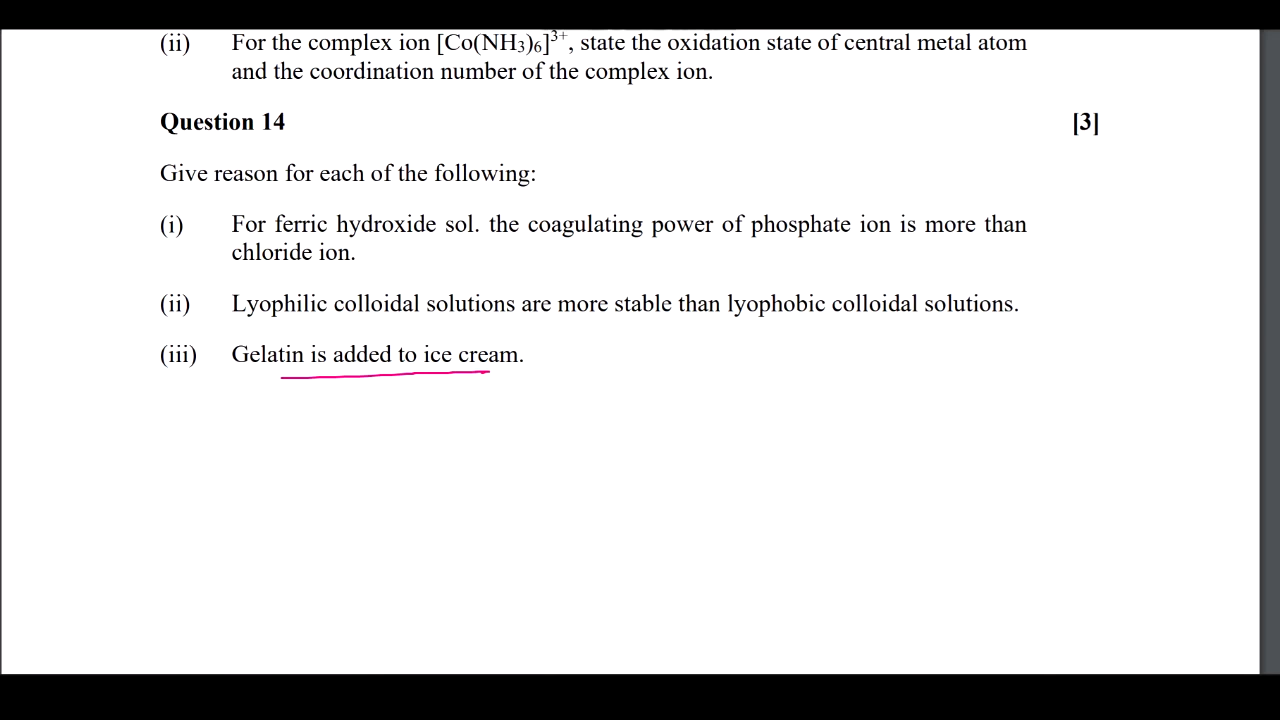 (ii) For the complex ion [Co(NH₃)₆]³⁺, state the oxidation state of central metal atom
and the coordination number of the complex ion.
Question 14 [3]
Give reason for each of the following:
(i) For ferric hydroxide sol. the coagulating power of phosphate ion is more than
chloride ion.
(ii) Lyophilic colloidal solutions are more stable than lyophobic colloidal solutions.
(iii) Gelatin is added to ice cream.